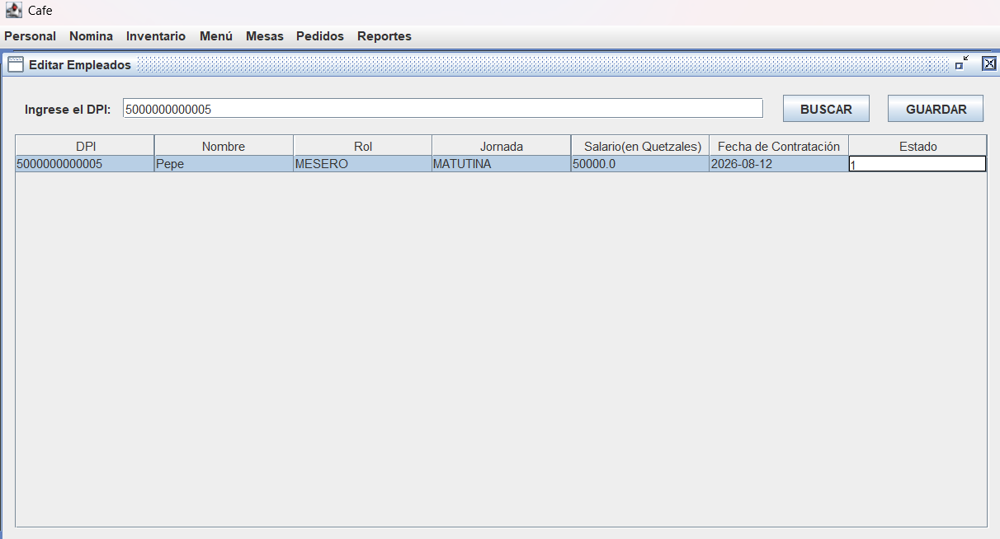 Cafe
Personal Nomina Inventario Menú Mesas Pedidos Reportes
Editar Empleados
Ingrese el DPI: 5000000000005 BUSCAR GUARDAR
DPI Nombre Rol Jornada Salario(en Quetzales) Fecha de Contratación Estado
5000000000005 Pepe MESERO MATUTINA 50000.0 2026-08-12 1